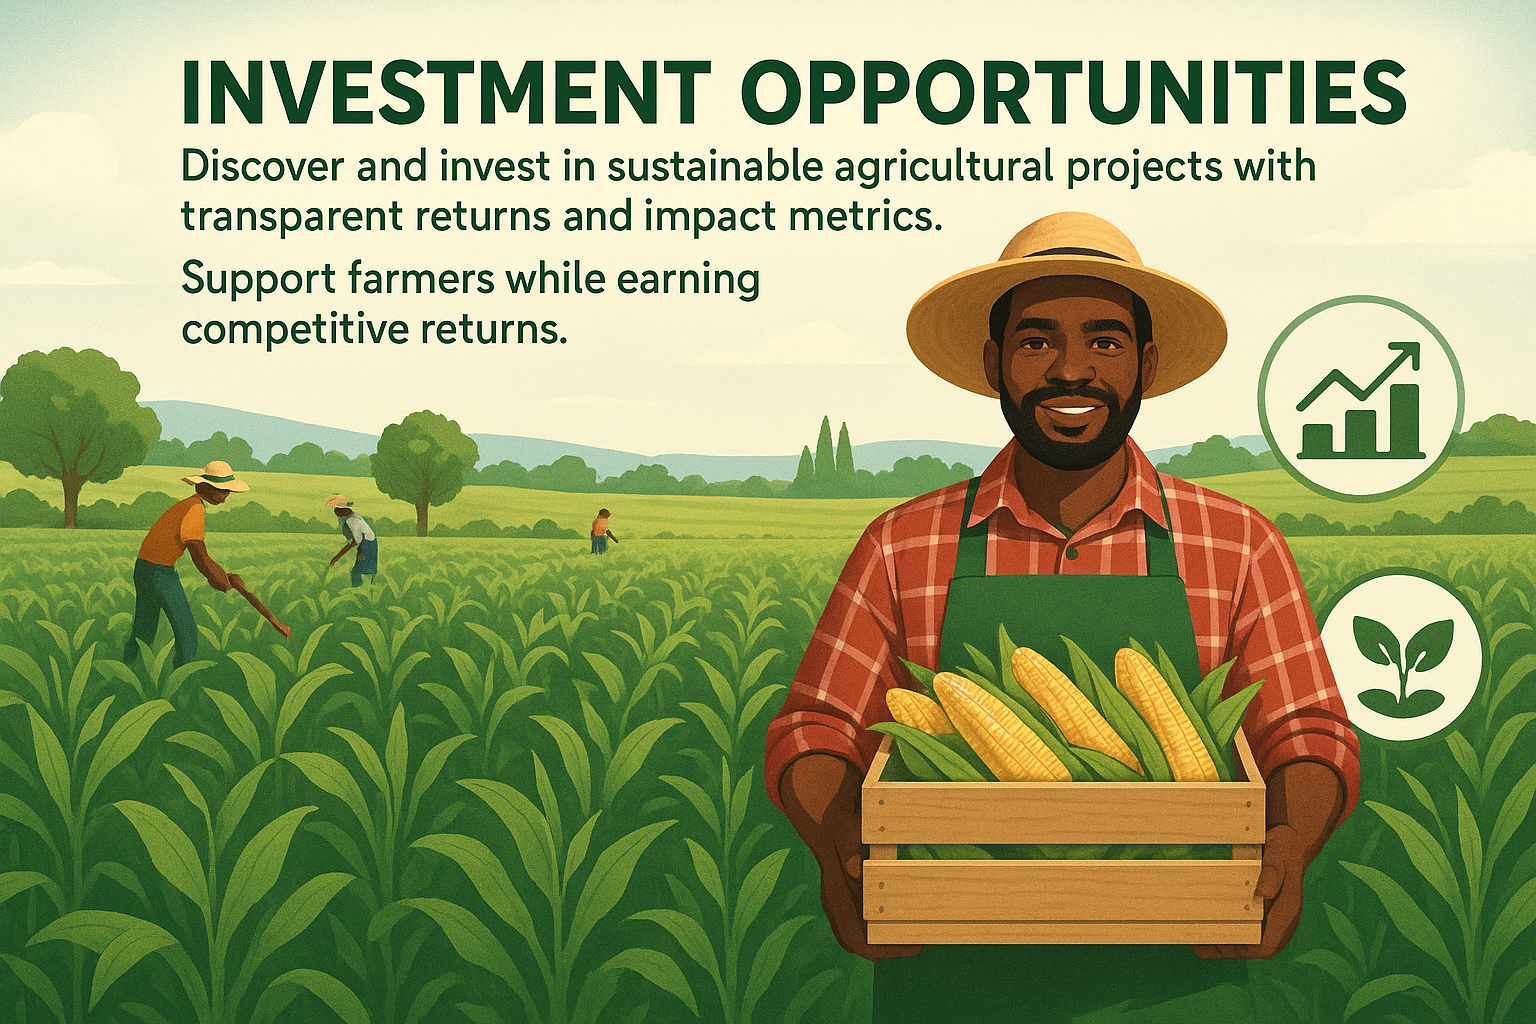 INVESTMENT OPPORTUNITIES
Discover and invest in sustainable agricultural projects with
transparent returns and impact metrics.
Support farmers while earning
competitive returns.